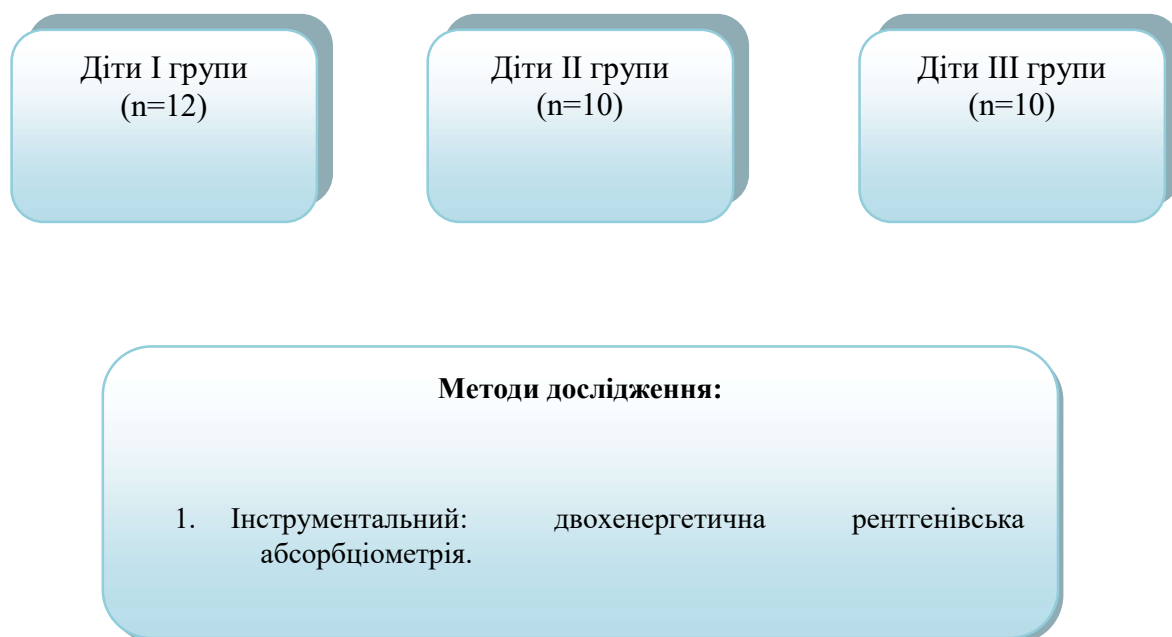 Діти І групи
(n=12)
Діти ІІ групи
(n=10)
Діти ІІІ групи
(n=10)
Методи дослідження:
1. Інструментальний: двохенергетична рентгенівська
абсорбціометрія.